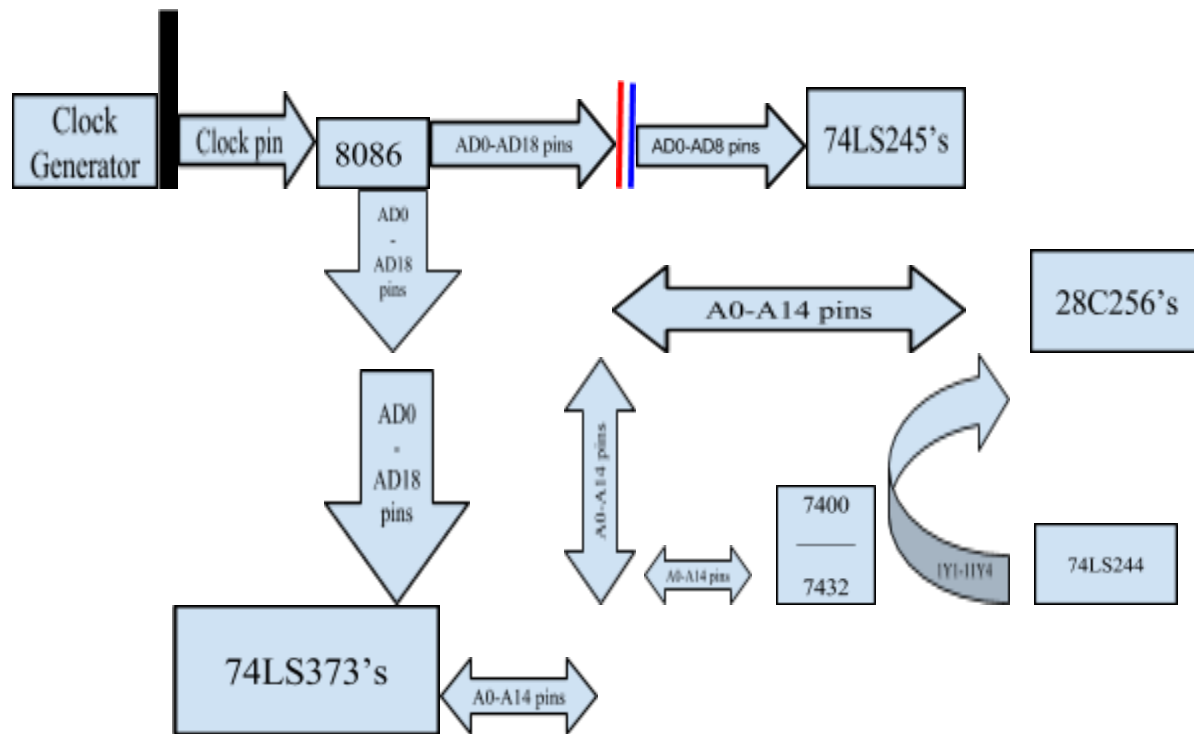 Clock
Generator
Clock pin
8086
AD0-AD18 pins
AD0-AD8 pins
74LS245's
AD0
-
AD18
pins
A0-A14 pins
28C256's
AD0
-
AD18
pins
A0-A14 pins
7400
7432
A0-A14 pins
1Y1-1IY4
74LS244
74LS373's
A0-A14 pins